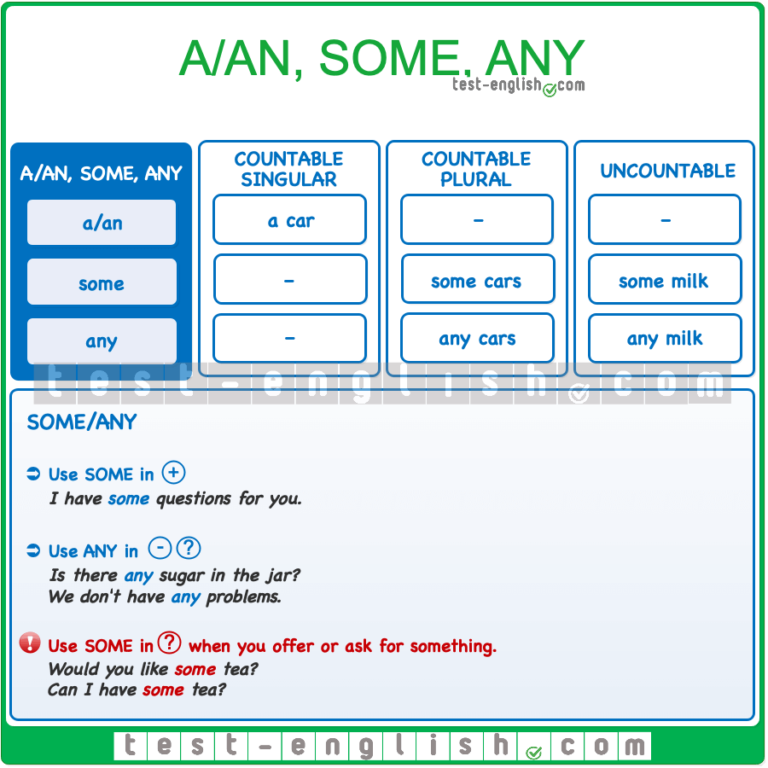 A/AN, SOME, ANY
test-english.com
A/AN, SOME, ANY
COUNTABLE SINGULAR
COUNTABLE PLURAL
UNCOUNTABLE
a/an
a car
–
–
some
–
some cars
some milk
any
–
any cars
any milk
test-english.com
SOME/ANY
Use SOME in +
I have some questions for you.
Use ANY in - ?
Is there any sugar in the jar?
We don't have any problems.
! Use SOME in ? when you offer or ask for something.
Would you like some tea?
Can I have some tea?
test-english.com